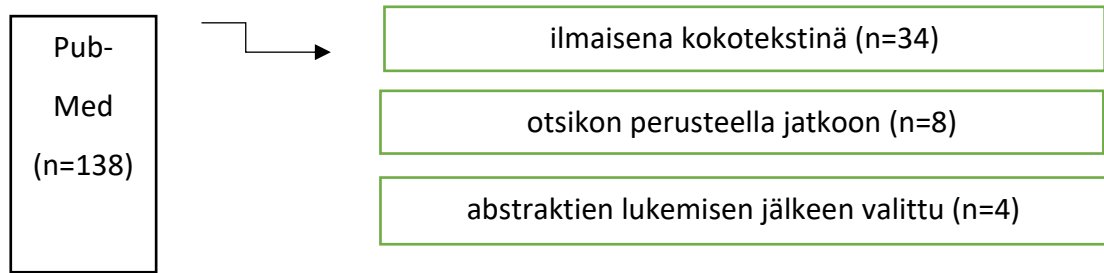 Pub-
Med
(n=138)
ilmaisena kokotekstinä (n=34)
otsikon perusteella jatkoon (n=8)
abstraktien lukemisen jälkeen valittu (n=4)